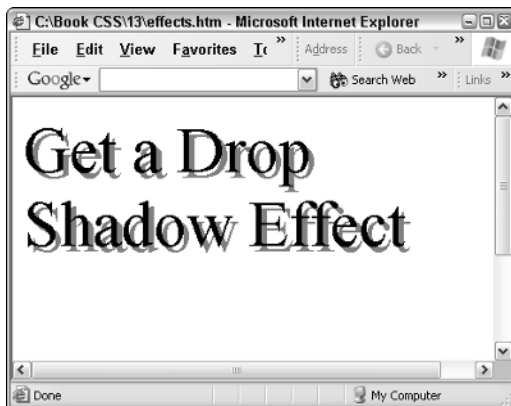 C:\Book CSS\13\effects.htm - Microsoft Internet Explorer
File Edit View Favorites To » Address Back »
Google Search Web » Links »
Get a Drop
Shadow Effect
Done My Computer